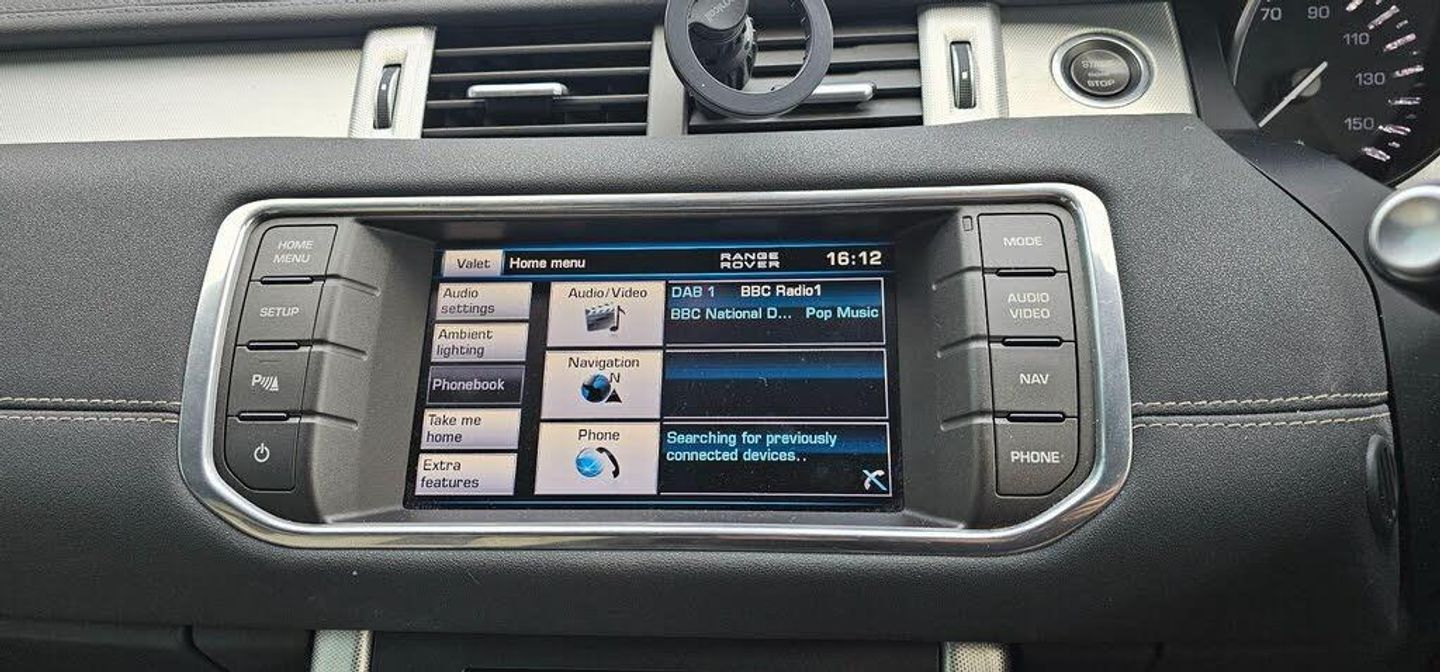 70 90
110
130
150
START
STOP
HOME
MENU
SETUP
P
Valet
Home menu
RANGE
ROVER
16:12
Audio
settings
Ambient
lighting
Phonebook
Take me
home
Extra
features
Audio/Video
DAB 1 BBC Radio1
BBC National D... Pop Music
Navigation
N
Phone
Searching for previously
connected devices..
MODE
AUDIO
VIDEO
NAV
PHONE